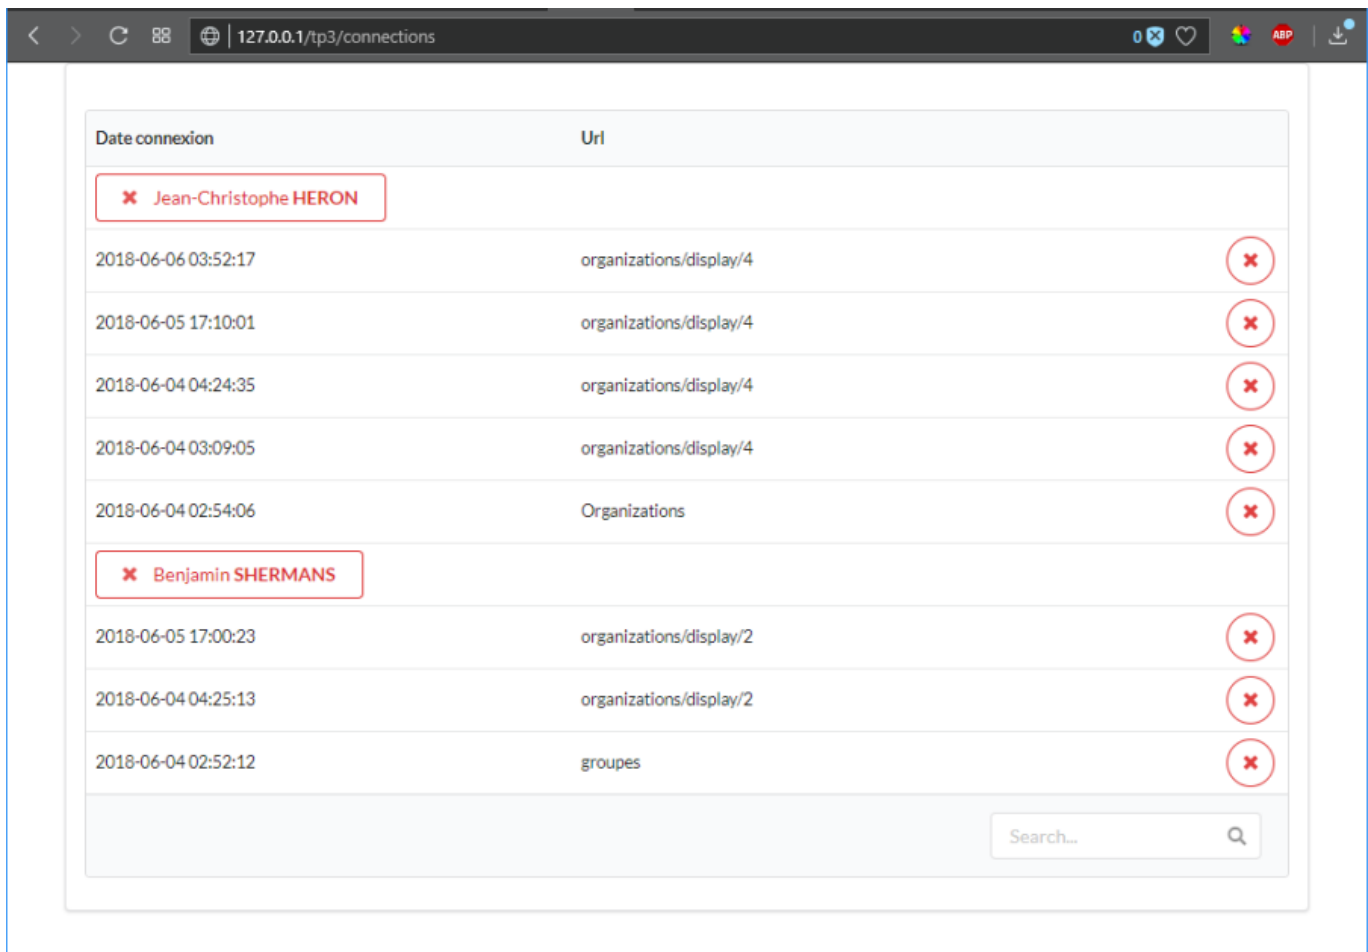 127.0.0.1/tp3/connections 0 ABP
Date connexion Url
Jean-Christophe HERON
2018-06-06 03:52:17 organizations/display/4
2018-06-05 17:10:01 organizations/display/4
2018-06-04 04:24:35 organizations/display/4
2018-06-04 03:09:05 organizations/display/4
2018-06-04 02:54:06 Organizations
Benjamin SHERMANS
2018-06-05 17:00:23 organizations/display/2
2018-06-04 04:25:13 organizations/display/2
2018-06-04 02:52:12 groupes
Search...